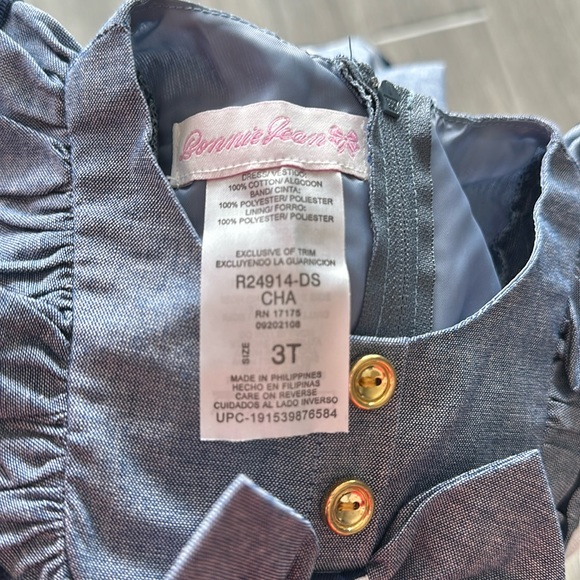 Bonnie Jean
DRESS/VESTIDO:
100% COTTON/ ALGODON
BAND/ CINTA:
100% POLYESTER/ POLIESTER
LINING/ FORRO:
100% POLYESTER/ POLIESTER
EXCLUSIVE OF TRIM
EXCLUYENDO LA GUARNICION
R24914-DS
CHA
RN 17175
09202108
SIZE 3T
MADE IN PHILIPPINES
HECHO EN FILIPINAS
CARE ON REVERSE
CUIDADOS AL LADO INVERSO
UPC-191539876584